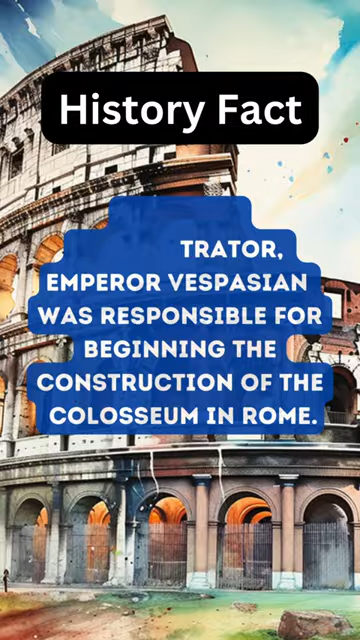 History Fact
TRATOR,
EMPEROR VESPASIAN
WAS RESPONSIBLE FOR
BEGINNING THE
CONSTRUCTION OF THE
COLOSSEUM IN ROME.